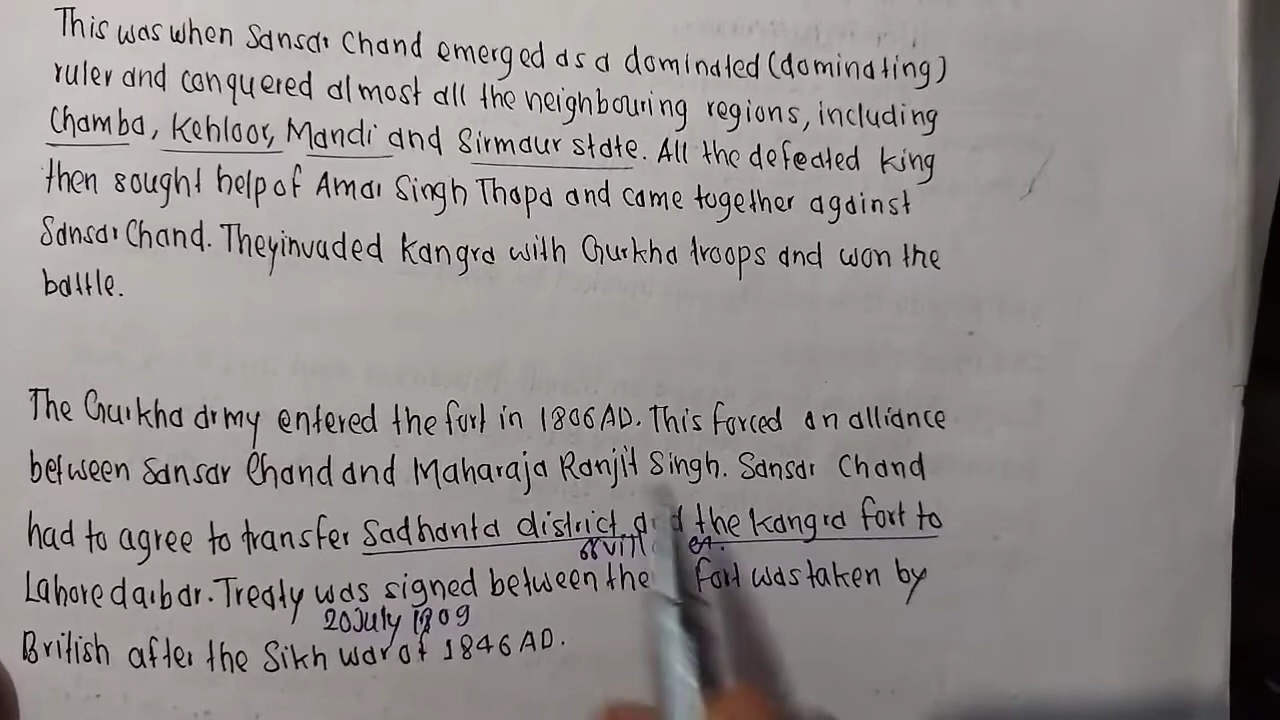 This was when Sansar Chand emerged as a dominated (dominating)
ruler and conquered almost all the neighbouring regions, including
Chamba, Kehloor, Mandi and Sirmaur state. All the defeated king
then sought help of Amar Singh Thapa and came together against
Sansar Chand. They invaded Kangra with Gurkha troops and won the
battle.
The Gurkha army entered the fort in 1806 AD. This forced an alliance
between Sansar Chand and Maharaja Ranjit Singh. Sansar Chand
had to agree to transfer Sadhanta district and the Kangra fort to
Lahore darbar. Treaty was signed between the fort was taken by
20 July 1809
British after the Sikh war of 1846 AD.